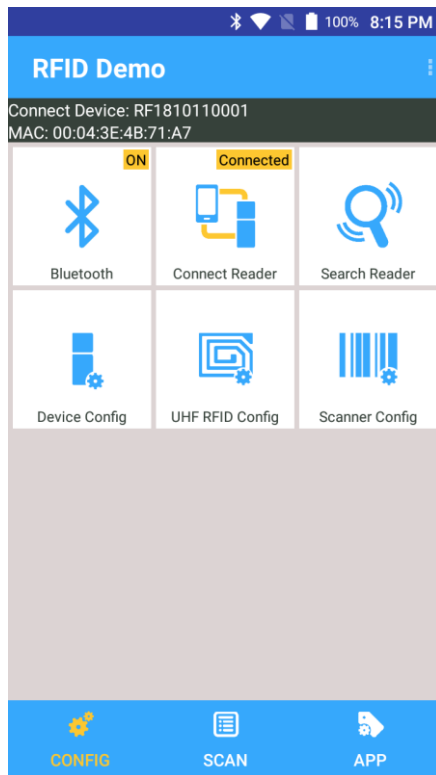 100% 8:15 PM
RFID Demo
Connect Device: RF1810110001
MAC: 00:04:3E:4B:71:A7
ON
Connected
Bluetooth
Connect Reader
Search Reader
Device Config
UHF RFID Config
Scanner Config
CONFIG
SCAN
APP